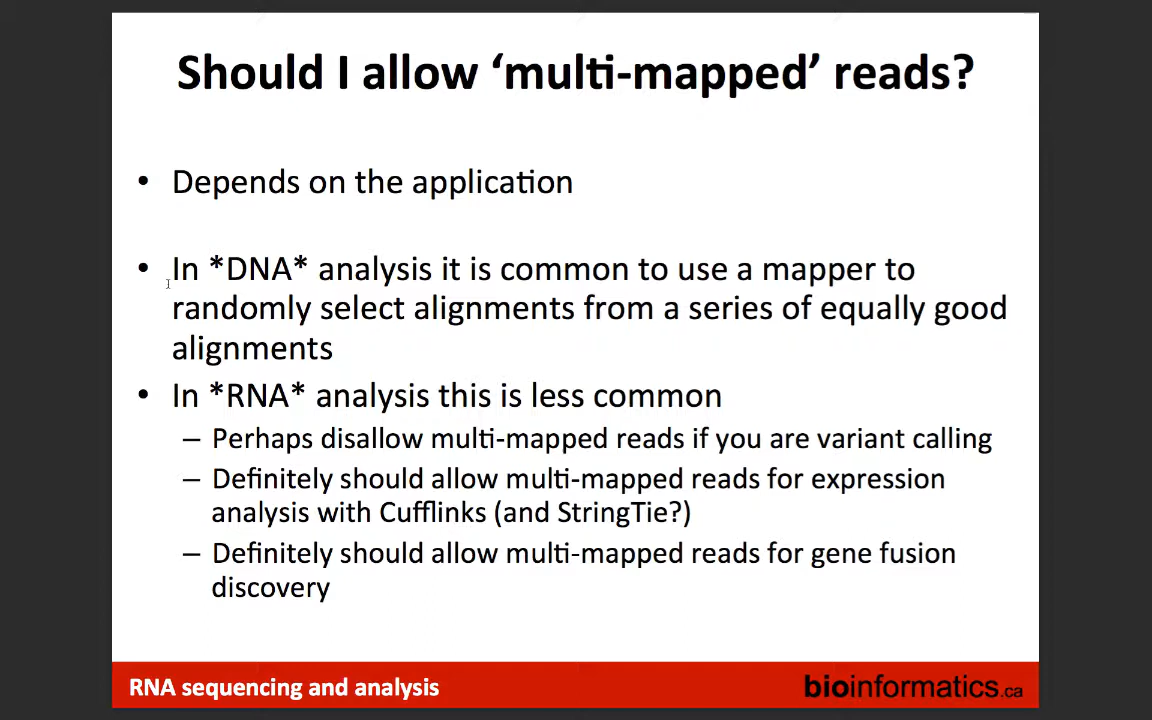 Should I allow ‘multi-mapped’ reads?
• Depends on the application
• In *DNA* analysis it is common to use a mapper to
randomly select alignments from a series of equally good
alignments
• In *RNA* analysis this is less common
– Perhaps disallow multi-mapped reads if you are variant calling
– Definitely should allow multi-mapped reads for expression
analysis with Cufflinks (and StringTie?)
– Definitely should allow multi-mapped reads for gene fusion
discovery
RNA sequencing and analysis
bioinformatics.ca